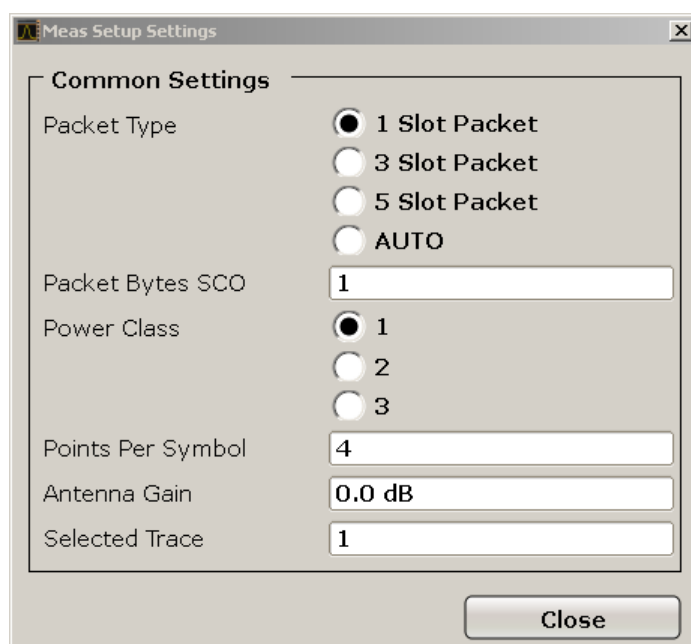 Meas Setup Settings
Common Settings
Packet Type
1 Slot Packet
3 Slot Packet
5 Slot Packet
AUTO
Packet Bytes SCO
1
Power Class
1
2
3
Points Per Symbol
4
Antenna Gain
0.0 dB
Selected Trace
1
Close